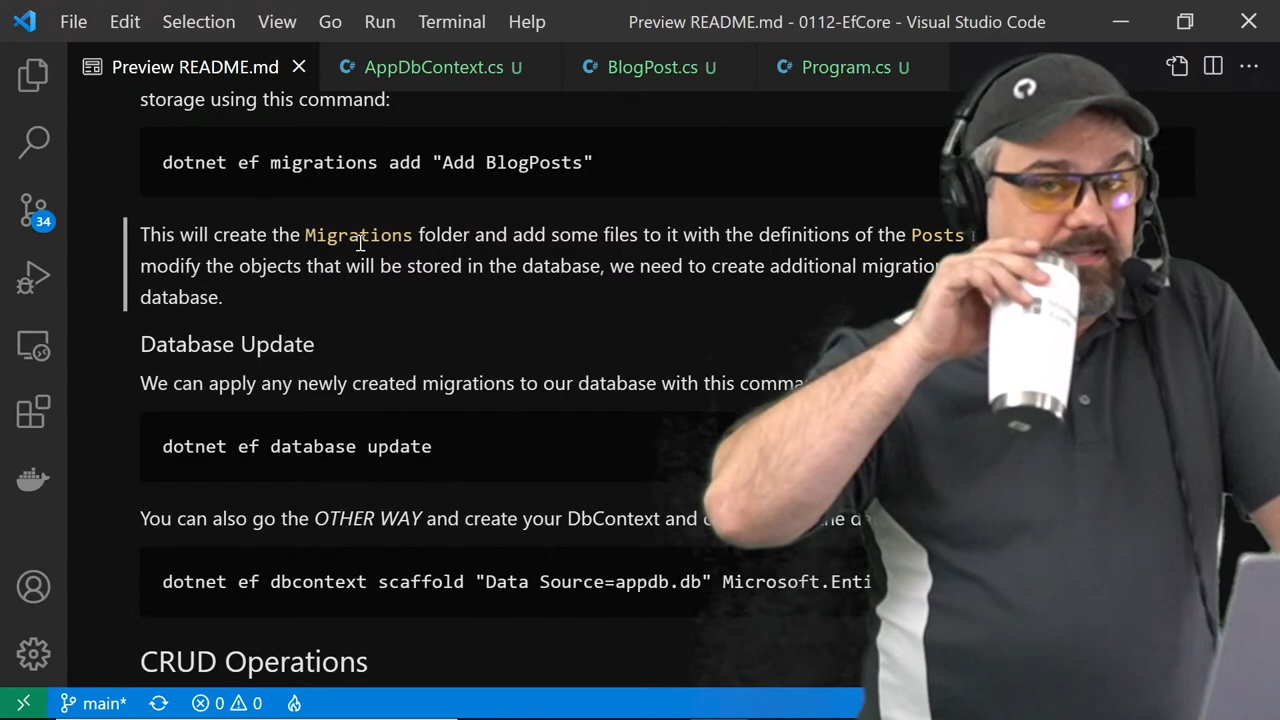 File Edit Selection View Go Run Terminal Help Preview README.md - 0112-EfCore - Visual Studio Code
Preview README.md AppDbContext.cs U BlogPost.cs U Program.cs U
storage using this command:
dotnet ef migrations add "Add BlogPosts"
This will create the Migrations folder and add some files to it with the definitions of the Posts
modify the objects that will be stored in the database, we need to create additional migration
database.
34
Database Update
We can apply any newly created migrations to our database with this comma
dotnet ef database update
You can also go the OTHER WAY and create your DbContext and
dotnet ef dbcontext scaffold "Data Source=appdb.db" Microsoft.Enti
CRUD Operations
main* 0 0